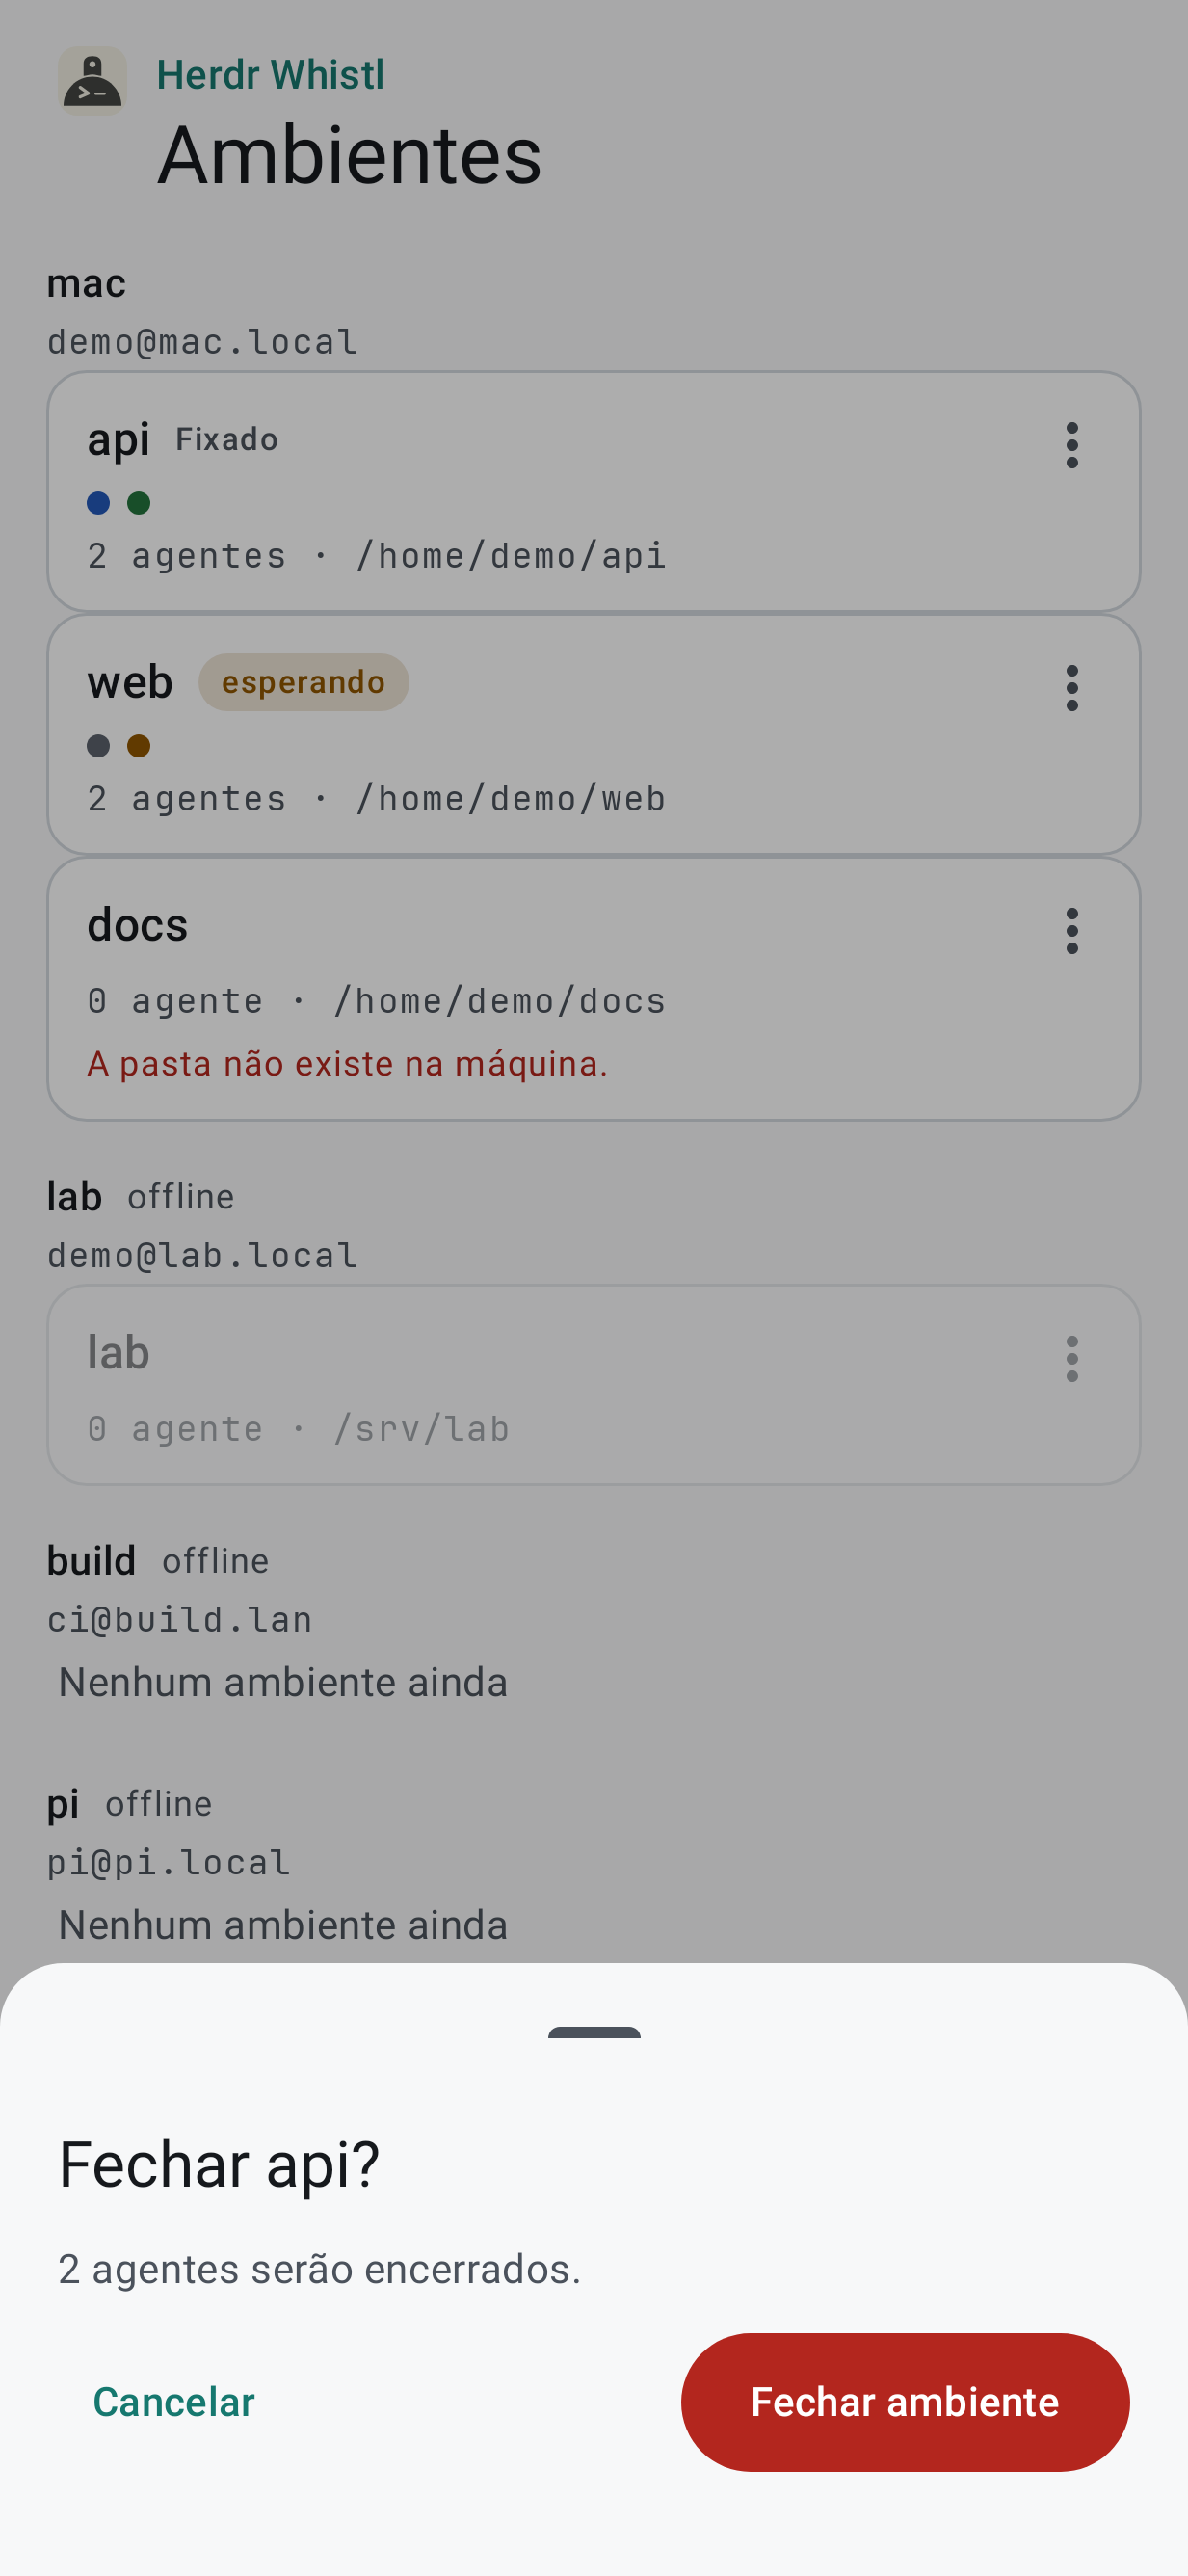 Herdr Whistl
Ambientes
mac
demo@mac.local
api Fixado
2 agentes · /home/demo/api
web esperando
2 agentes · /home/demo/web
docs
0 agente · /home/demo/docs
A pasta não existe na máquina.
lab offline
demo@lab.local
lab
0 agente · /srv/lab
build offline
ci@build.lan
Nenhum ambiente ainda
pi offline
pi@pi.local
Nenhum ambiente ainda
Fechar api?
2 agentes serão encerrados.
Cancelar Fechar ambiente